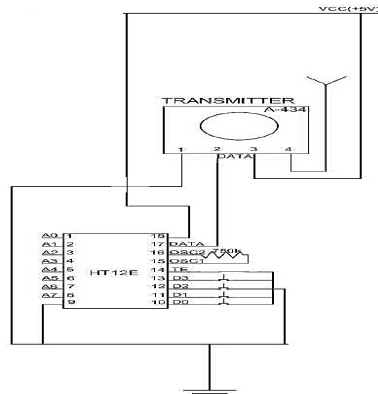 VCC(+5V)
TRANSMITTER
A-434
1 2 3 4
DATA
A0 1 18
A1 2 17 DATA
A2 3 16 OSC2 750k
A3 4 15 OSC1
A4 5 14 TE
A5 6 13 D3
A6 7 12 D2
A7 8 11 D1
9 10 D0
HT12E